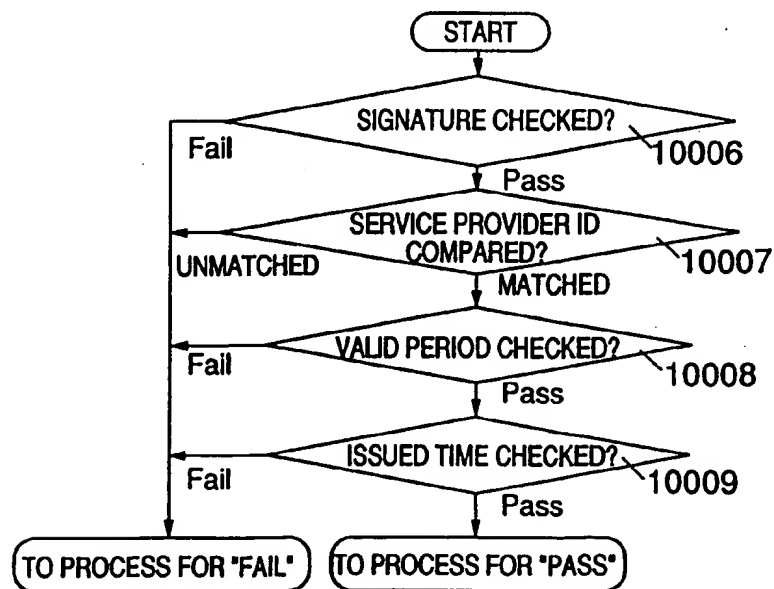 START
SIGNATURE CHECKED?
Fail
10006
Pass
SERVICE PROVIDER ID
COMPARED?
UNMATCHED
10007
MATCHED
VALID PERIOD CHECKED?
Fail
10008
Pass
ISSUED TIME CHECKED?
Fail
10009
Pass
TO PROCESS FOR "FAIL"
TO PROCESS FOR "PASS"